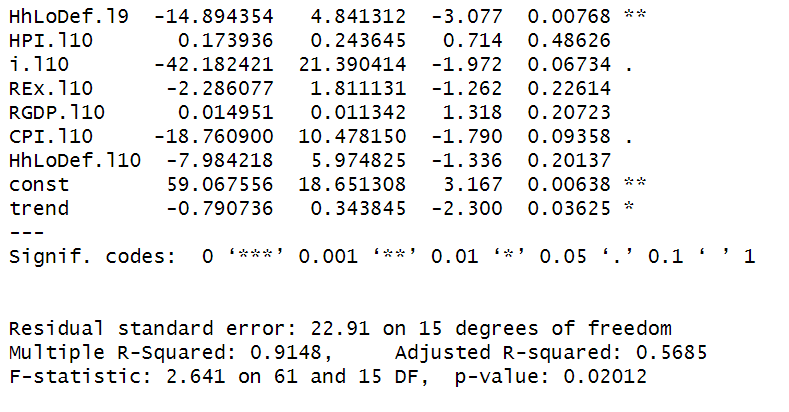 HhLoDef.l9 -14.894354 4.841312 -3.077 0.00768 **
HPI.l10 0.173936 0.243645 0.714 0.48626
i.l10 -42.182421 21.390414 -1.972 0.06734 .
REx.l10 -2.286077 1.811131 -1.262 0.22614
RGDP.l10 0.014951 0.011342 1.318 0.20723
CPI.l10 -18.760900 10.478150 -1.790 0.09358 .
HhLoDef.l10 -7.984218 5.974825 -1.336 0.20137
const 59.067556 18.651308 3.167 0.00638 **
trend -0.790736 0.343845 -2.300 0.03625 *
---
Signif. codes: 0 ‘***’ 0.001 ‘**’ 0.01 ‘*’ 0.05 ‘.’ 0.1 ‘ ’ 1
Residual standard error: 22.91 on 15 degrees of freedom
Multiple R-Squared: 0.9148, Adjusted R-squared: 0.5685
F-statistic: 2.641 on 61 and 15 DF, p-value: 0.02012